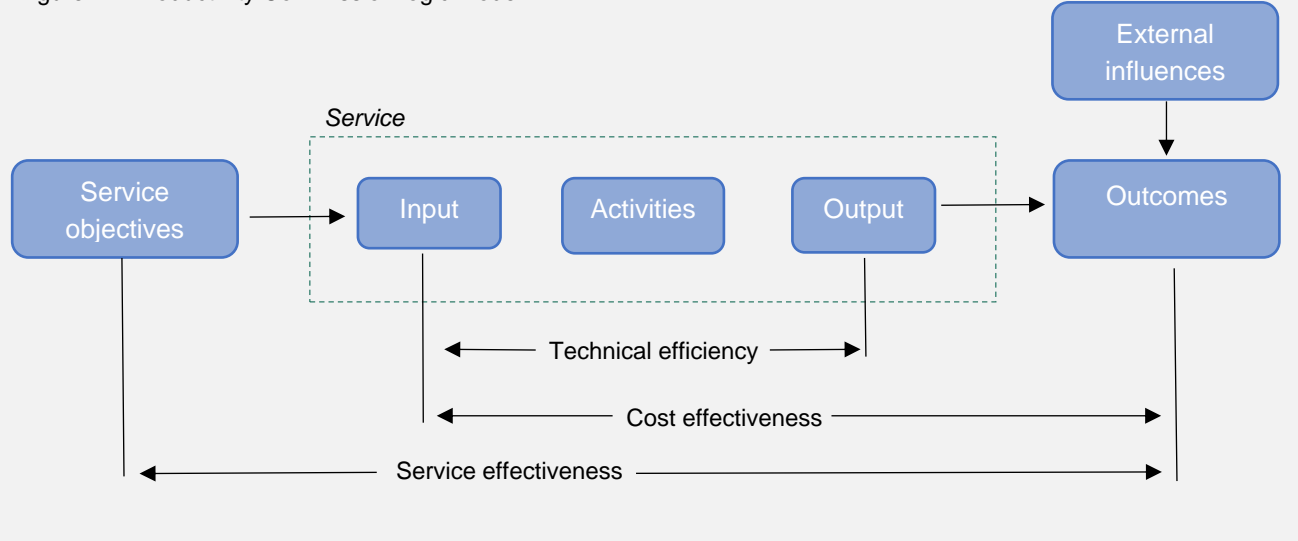 External
influences
Service
Service
objectives
Input
Activities
Output
Outcomes
Technical efficiency
Cost effectiveness
Service effectiveness